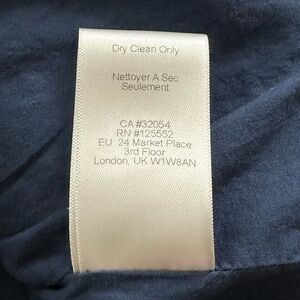 Dry Clean Only
Nettoyer A Sec
Seulement
CA #32054
RN #125552
EU: 24 Market Place
3rd Floor
London, UK W1W8AN